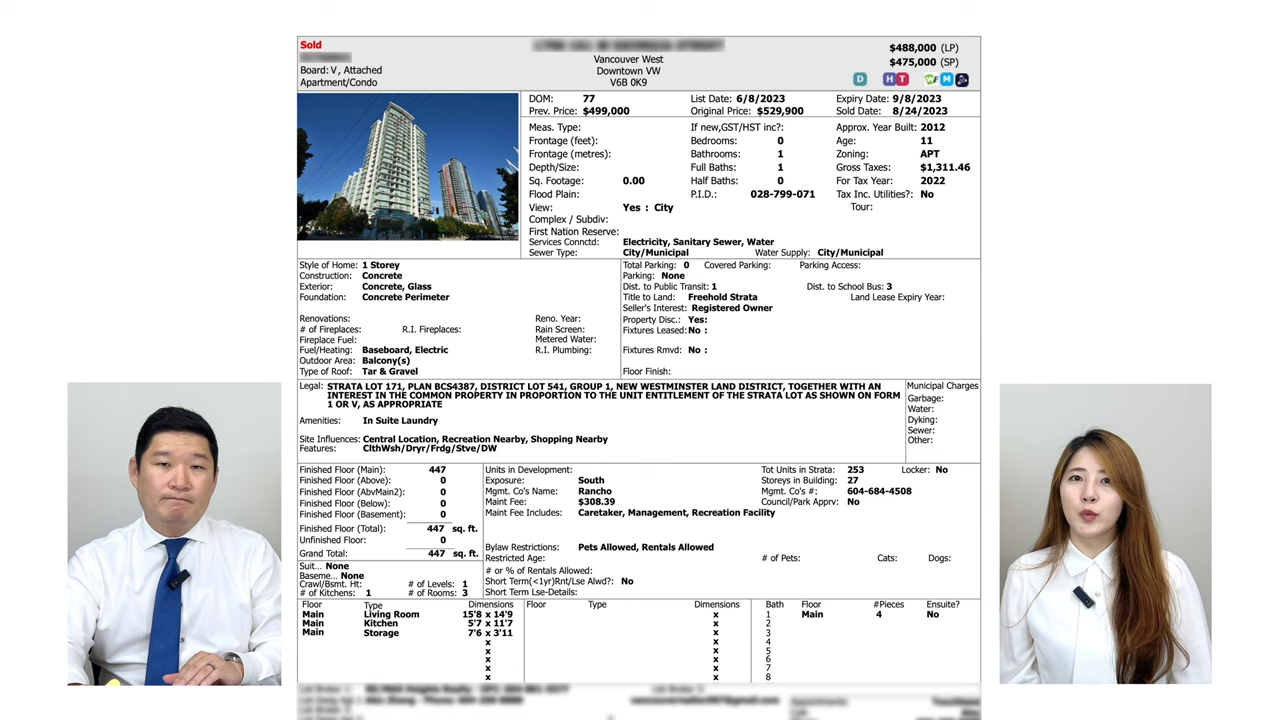 Sold
$488,000 (LP)
Vancouver West
$475,000 (SP)
Board: V, Attached
Downtown VW
Apartment/Condo
V6B 0K9
D H T WF M
DOM: 77 List Date: 6/8/2023 Expiry Date: 9/8/2023
Prev. Price: $499,000 Original Price: $529,900 Sold Date: 8/24/2023
Meas. Type: If new,GST/HST inc?: Approx. Year Built: 2012
Frontage (feet): Bedrooms: 0 Age: 11
Frontage (metres): Bathrooms: 1 Zoning: APT
Depth/Size: Full Baths: 1 Gross Taxes: $1,311.46
Sq. Footage: 0.00 Half Baths: 0 For Tax Year: 2022
Flood Plain: P.I.D.: 028-799-071 Tax Inc. Utilities?: No
View: Yes : City Tour:
Complex / Subdiv:
First Nation Reserve:
Services Connctd: Electricity, Sanitary Sewer, Water
Sewer Type: City/Municipal Water Supply: City/Municipal
Style of Home: 1 Storey Total Parking: 0 Covered Parking: Parking Access:
Construction: Concrete Parking: None
Exterior: Concrete, Glass Dist. to Public Transit: 1 Dist. to School Bus: 3
Foundation: Concrete Perimeter Title to Land: Freehold Strata Land Lease Expiry Year:
Seller's Interest: Registered Owner
Renovations: Reno. Year: Property Disc.: Yes:
# of Fireplaces: R.I. Fireplaces: Rain Screen: Fixtures Leased: No :
Fireplace Fuel: Metered Water:
Fuel/Heating: Baseboard, Electric R.I. Plumbing: Fixtures Rmvd: No :
Outdoor Area: Balcony(s)
Type of Roof: Tar & Gravel Floor Finish:
Legal: STRATA LOT 171, PLAN BCS4387, DISTRICT LOT 541, GROUP 1, NEW WESTMINSTER LAND DISTRICT, TOGETHER WITH AN
INTEREST IN THE COMMON PROPERTY IN PROPORTION TO THE UNIT ENTITLEMENT OF THE STRATA LOT AS SHOWN ON FORM
1 OR V, AS APPROPRIATE
Municipal Charges
Garbage:
Water:
Dyking:
Sewer:
Other:
Amenities: In Suite Laundry
Site Influences: Central Location, Recreation Nearby, Shopping Nearby
Features: ClthWsh/Dryr/Frdg/Stve/DW
Finished Floor (Main): 447 Units in Development: Tot Units in Strata: 253 Locker: No
Finished Floor (Above): 0 Exposure: South Storeys in Building: 27
Finished Floor (AbvMain2): 0 Mgmt. Co's Name: Rancho Mgmt. Co's #: 604-684-4508
Finished Floor (Below): 0 Maint Fee: $308.39 Council/Park Apprv: No
Finished Floor (Basement): 0 Maint Fee Includes: Caretaker, Management, Recreation Facility
Finished Floor (Total): 447 sq. ft.
Unfinished Floor: 0
Grand Total: 447 sq. ft. Bylaw Restrictions: Pets Allowed, Rentals Allowed
Restricted Age: # of Pets: Cats: Dogs:
Suit... None # or % of Rentals Allowed:
Baseme... None
Crawl/Bsmt. Ht: # of Levels: 1 Short Term(<1yr)Rnt/Lse Alwd?: No
# of Kitchens: 1 # of Rooms: 3 Short Term Lse-Details:
Floor Type Dimensions Floor Type Dimensions Bath Floor #Pieces Ensuite?
Main Living Room 15'8 x 14'9 x 1 Main 4 No
Main Kitchen 5'7 x 11'7 x 2
Main Storage 7'6 x 3'11 x 3
x x 4
x x 5
x x 6
x x 7
x x 8